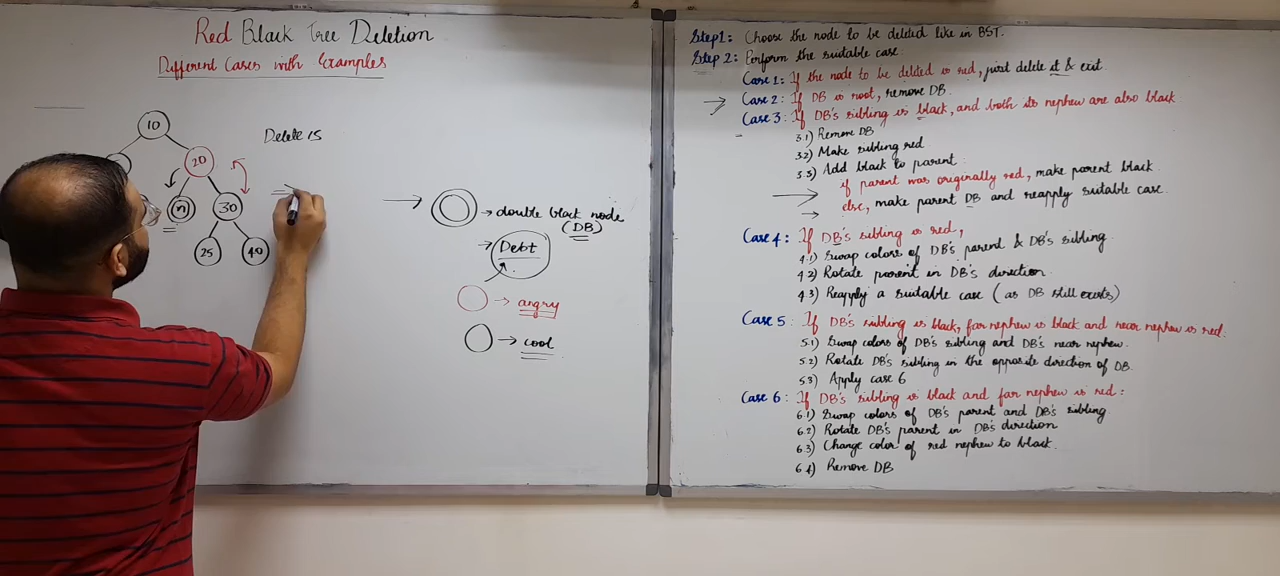 Red Black Tree Deletion
Different Cases with Examples
10
Delete 15
20
n
30
25
40
→ double black node
(DB)
→ Debt
→ angry
→ cool
Step 1: Choose the node to be deleted like in BST.
Step 2: Perform the suitable case.
Case 1: If the node to be deleted is red, just delete it & exit
Case 2: If DB is root, remove DB.
Case 3: If DB's sibling is black, and both its nephew are also black
3.1) Remove DB
3.2) Make sibling red
3.3) Add black to parent.
if parent was originally red, make parent black
else, make parent DB and reapply suitable case.
Case 4: If DB's sibling is red,
4.1) Swap colors of DB's parent & DB's sibling
4.2) Rotate parent in DB's direction.
4.3) Reapply a suitable case (as DB still exists)
Case 5: If DB's sibling is black, far nephew is black and near nephew is red.
5.1) Swap colors of DB's sibling and DB's near nephew.
5.2) Rotate DB's sibling in the opposite direction of DB.
5.3) Apply case 6
Case 6: If DB's sibling is black and far nephew is red:
6.1) Swap colors of DB's parent and DB's sibling
6.2) Rotate DB's parent in DB's direction
6.3) Change color of red nephew to black.
6.4) Remove DB